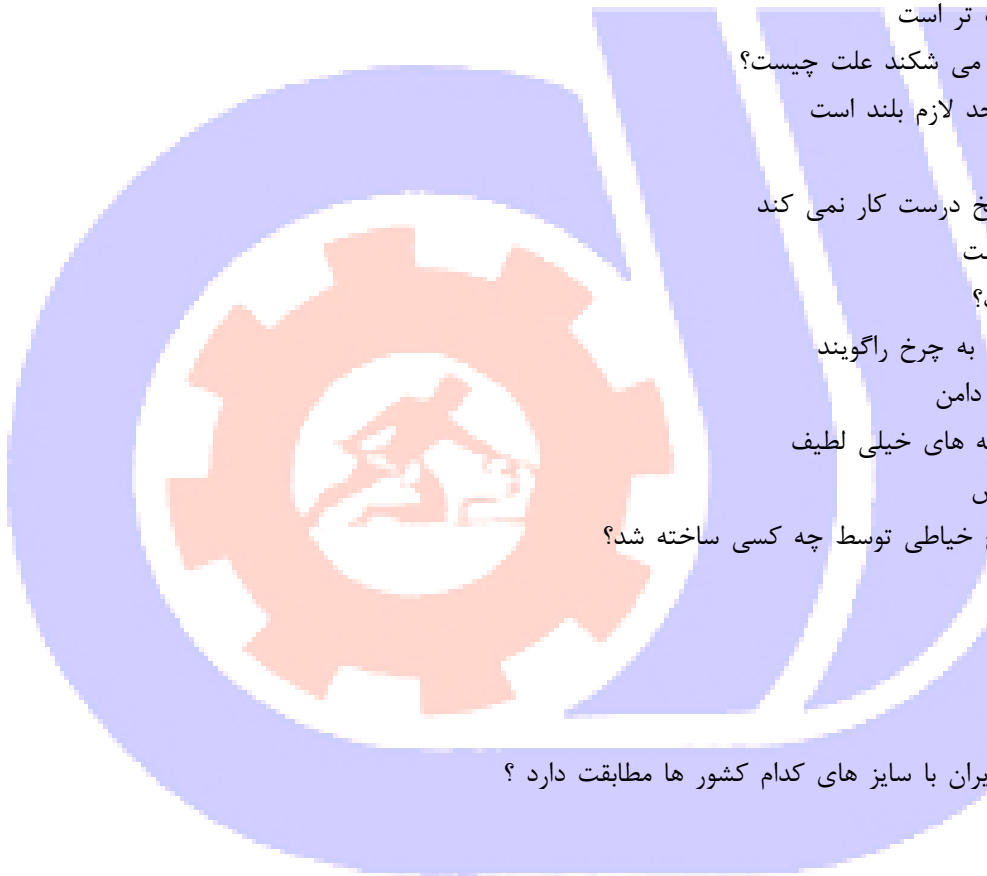 تر است
می شکند علت چیست؟
حد لازم بلند است
درست کار نمی کند
به چرخ راگویند
دامن
های خیلی لطیف
خیاطی توسط چه کسی ساخته شد؟
با سایز های کدام کشور ها مطابقت دارد ؟